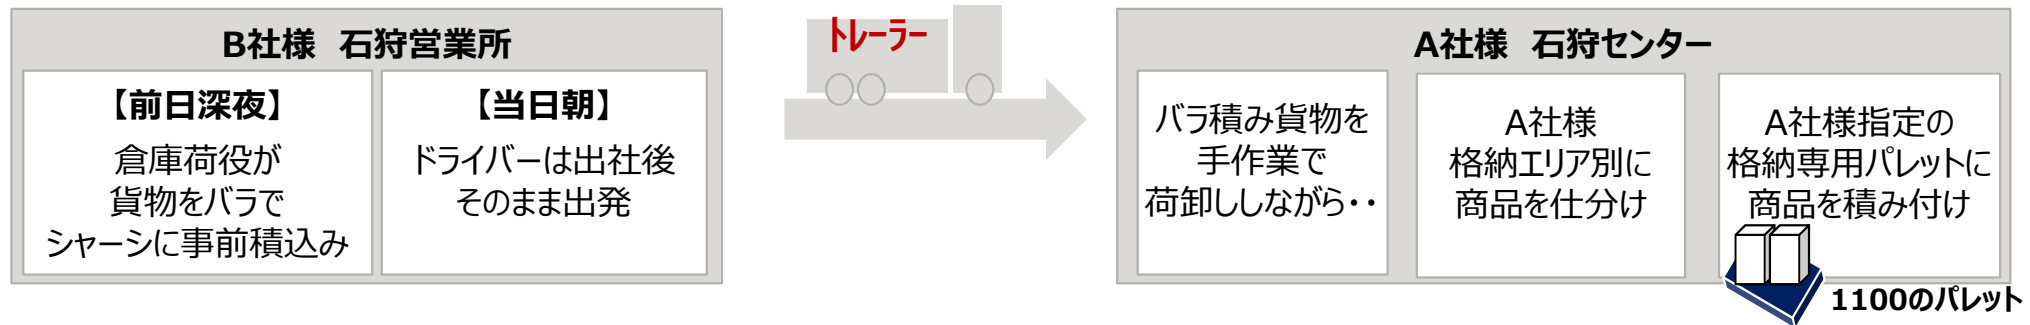 B社様 石狩営業所
【前日深夜】
倉庫荷役が
貨物をバラで
シャーシに事前積込み
【当日朝】
ドライバーは出社後
そのまま出発
トレーラー
A社様 石狩センター
バラ積み貨物を
手作業で
荷卸ししながら・・
A社様
格納エリア別に
商品を仕分け
A社様指定の
格納専用パレットに
商品を積み付け
1100のパレット